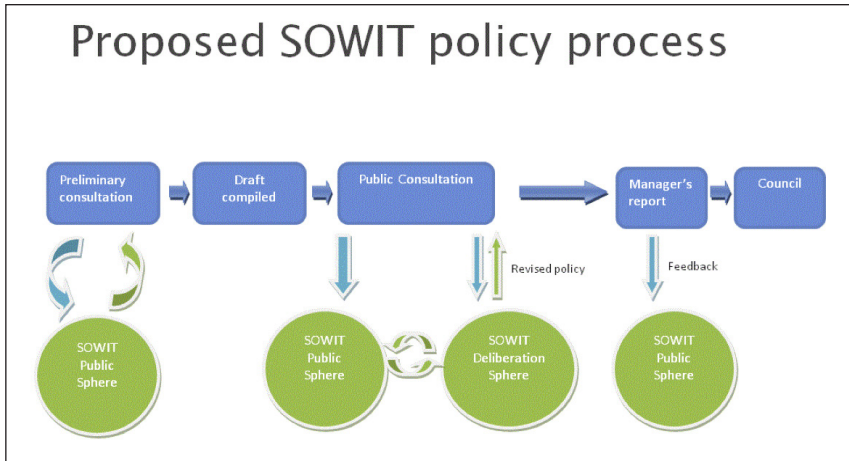 Proposed SOWIT policy process
Preliminary
consultation
Draft
compiled
Public Consultation
Manager's
report
Council
Revised policy
Feedback
SOWIT
Public
Sphere
SOWIT
Public
Sphere
SOWIT
Deliberation
Sphere
SOWIT
Public
Sphere